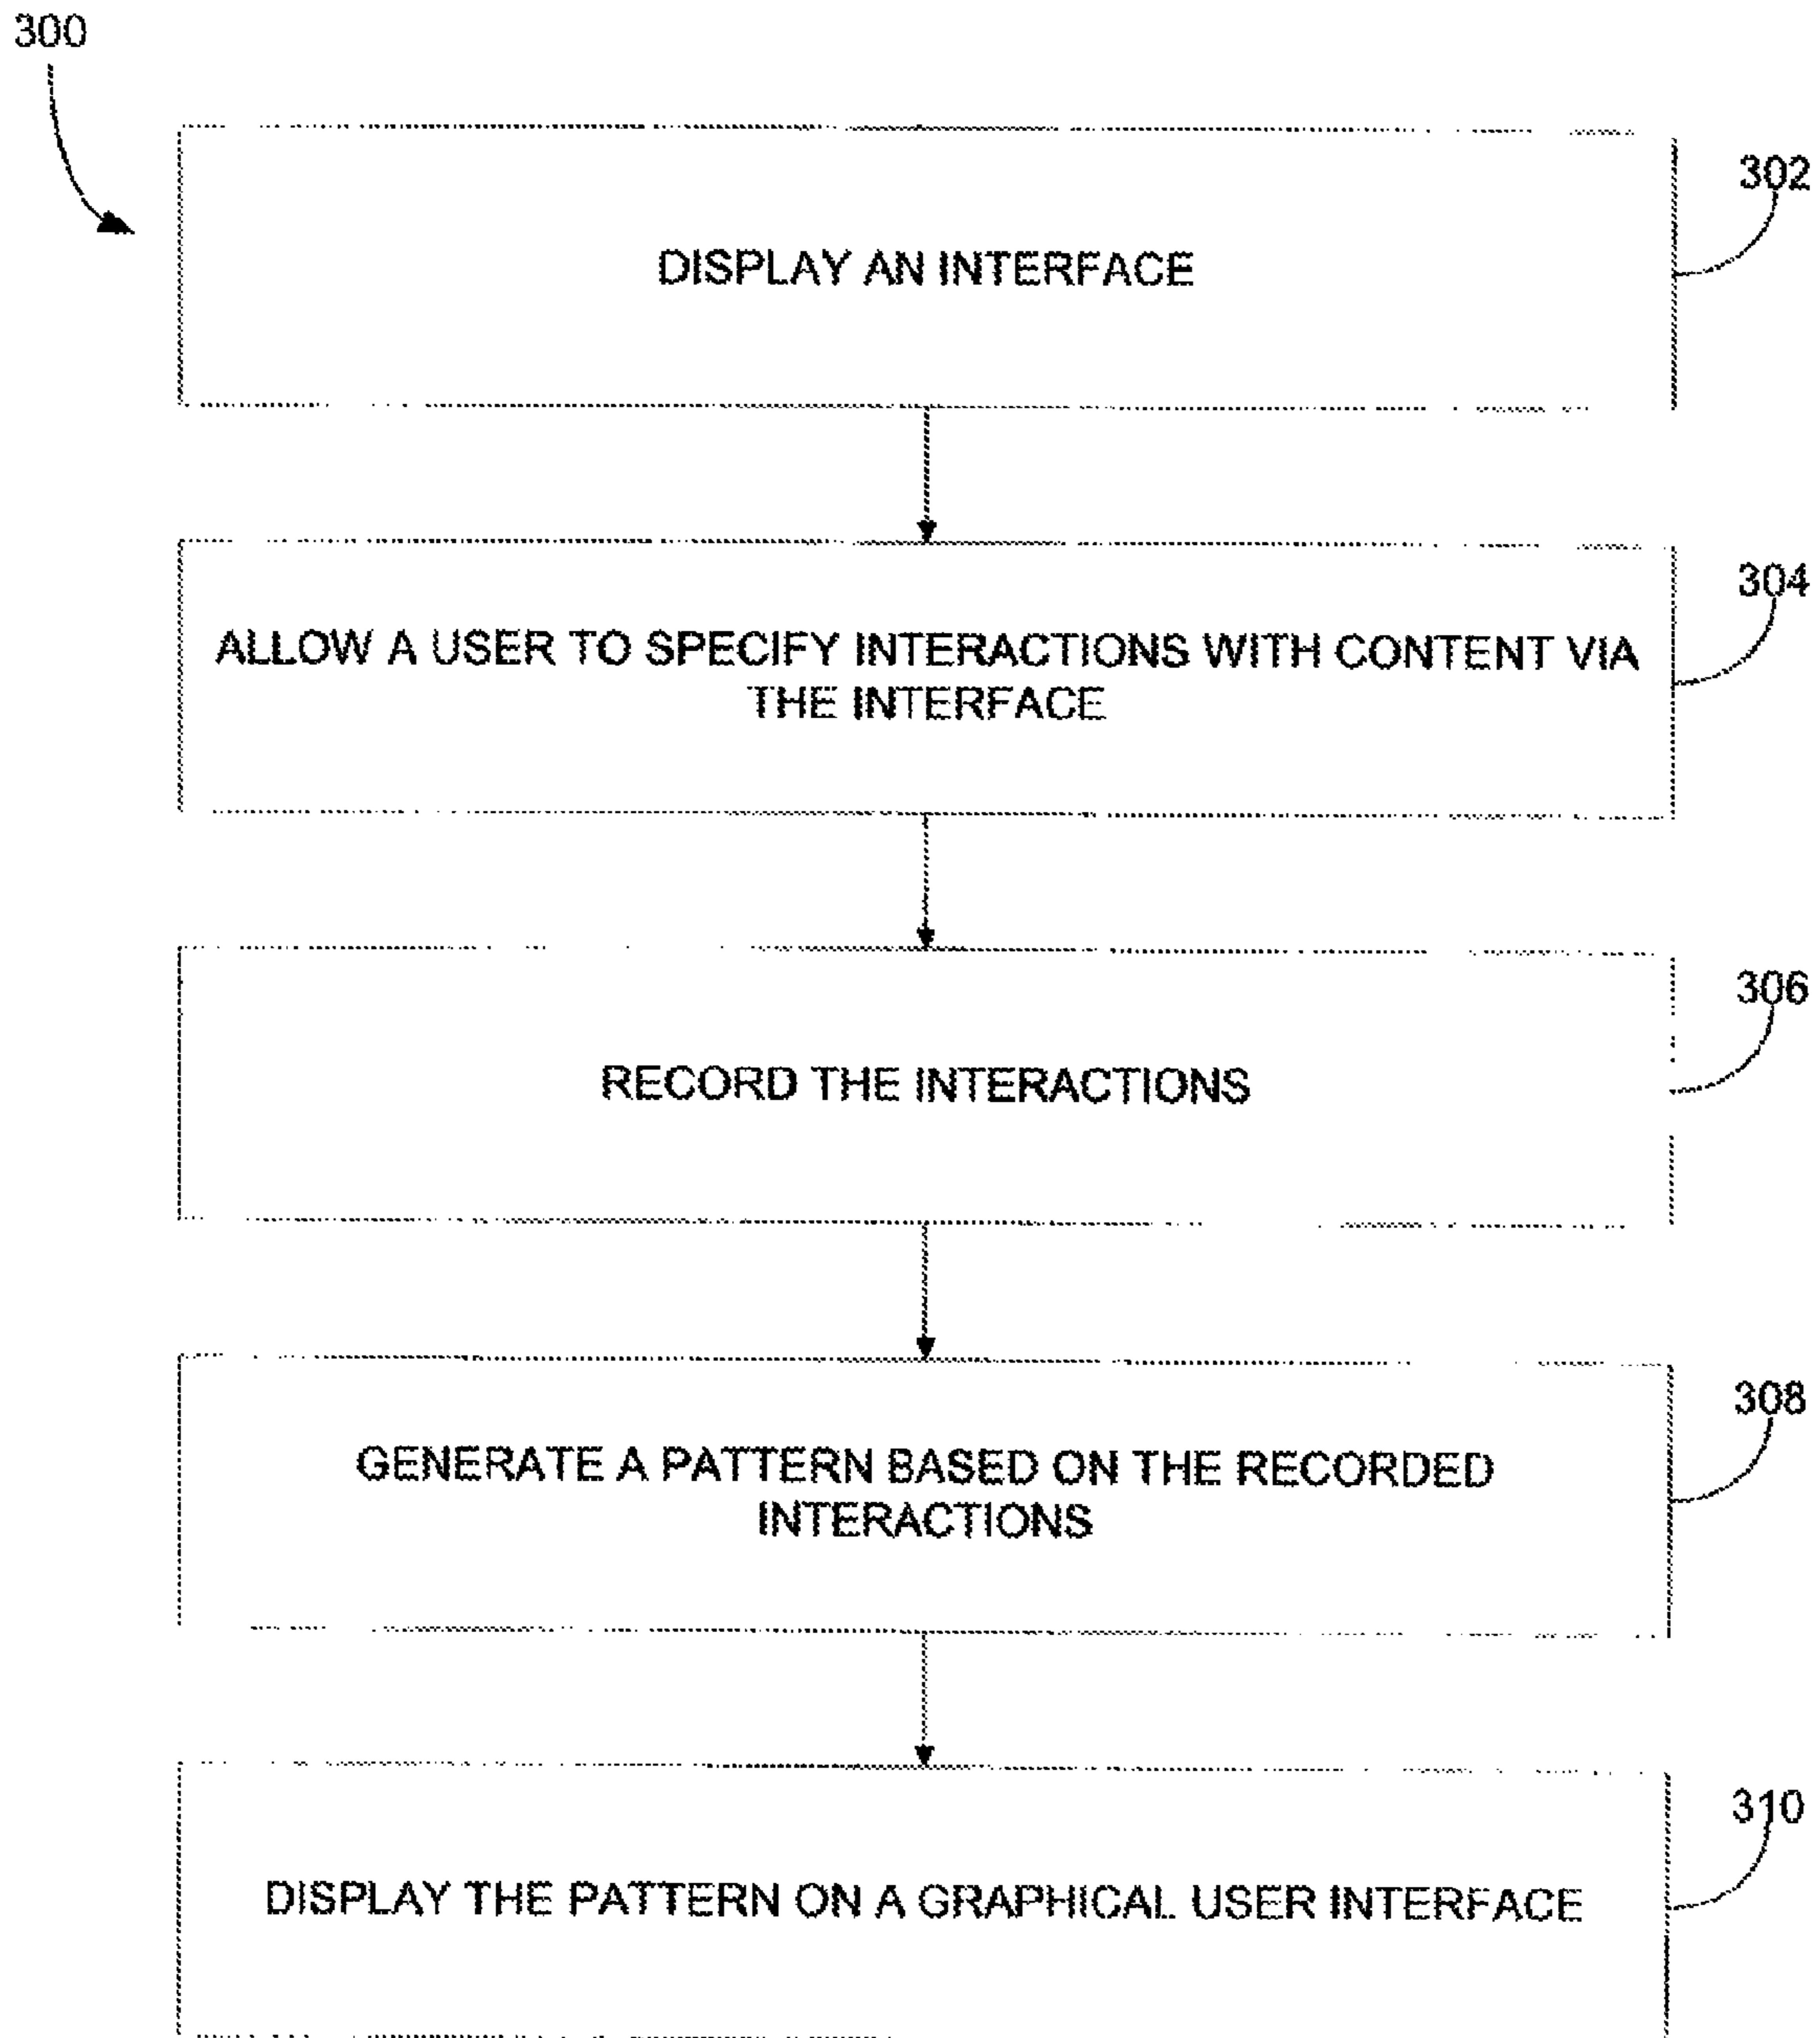 300
302
DISPLAY AN INTERFACE
304
ALLOW A USER TO SPECIFY INTERACTIONS WITH CONTENT VIA
THE INTERFACE
306
RECORD THE INTERACTIONS
308
GENERATE A PATTERN BASED ON THE RECORDED
INTERACTIONS
310
DISPLAY THE PATTERN ON A GRAPHICAL USER INTERFACE